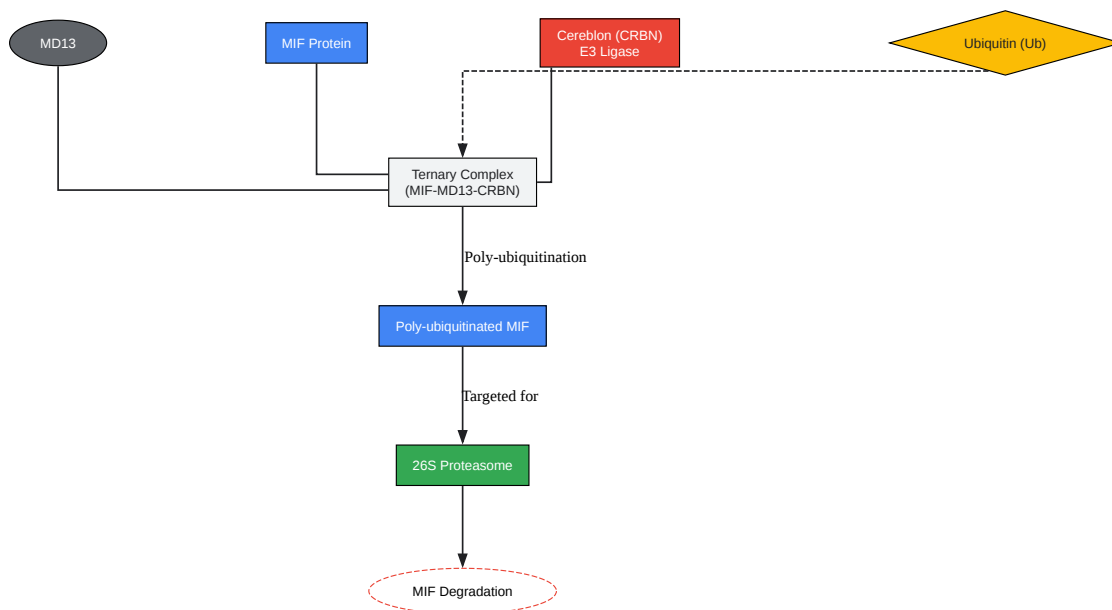 MD13
MIF Protein
Cereblon (CRBN)
E3 Ligase
Ubiquitin (Ub)
Ternary Complex
(MIF-MD13-CRBN)
Poly-ubiquitination
Poly-ubiquitinated MIF
Targeted for
26S Proteasome
MIF Degradation